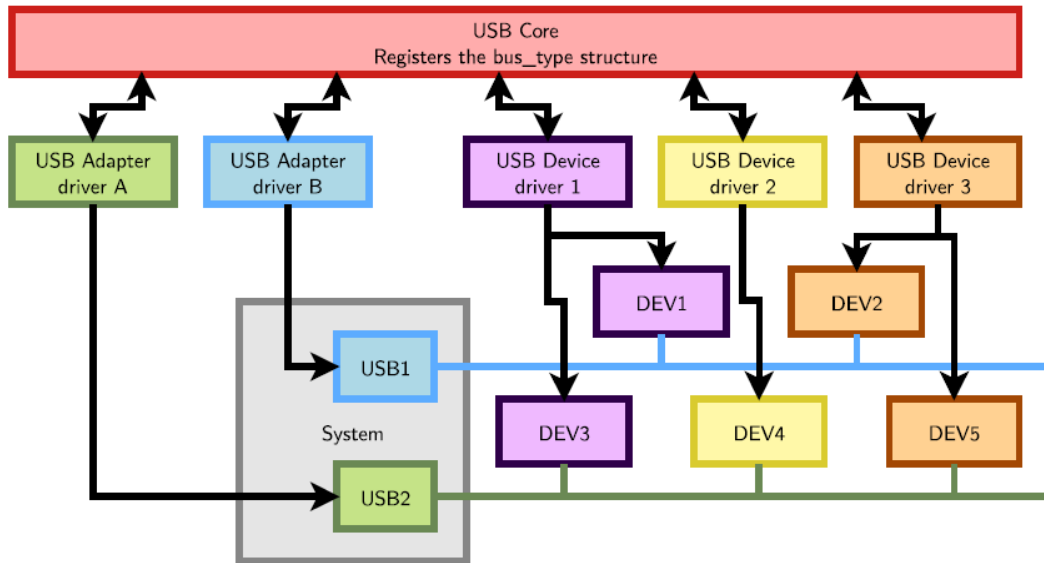 USB Core
Registers the bus_type structure
USB Adapter
driver A
USB Adapter
driver B
USB Device
driver 1
USB Device
driver 2
USB Device
driver 3
DEV1
DEV2
USB1
System
DEV3
DEV4
DEV5
USB2